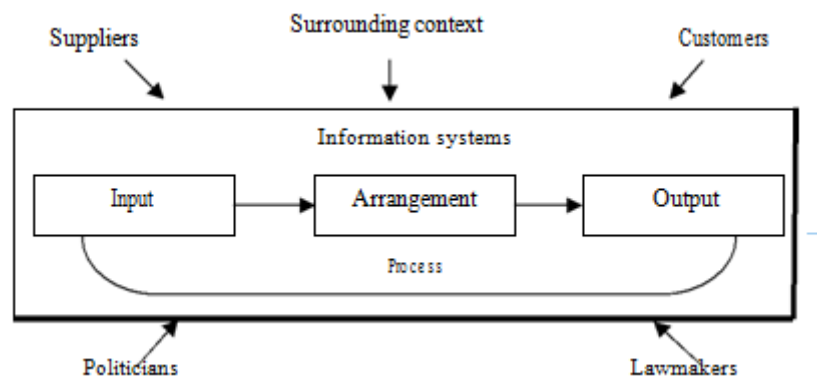 Surrounding context
Suppliers
Customers
Information systems
Input
Arrangement
Output
Process
Politicians
Lawmakers